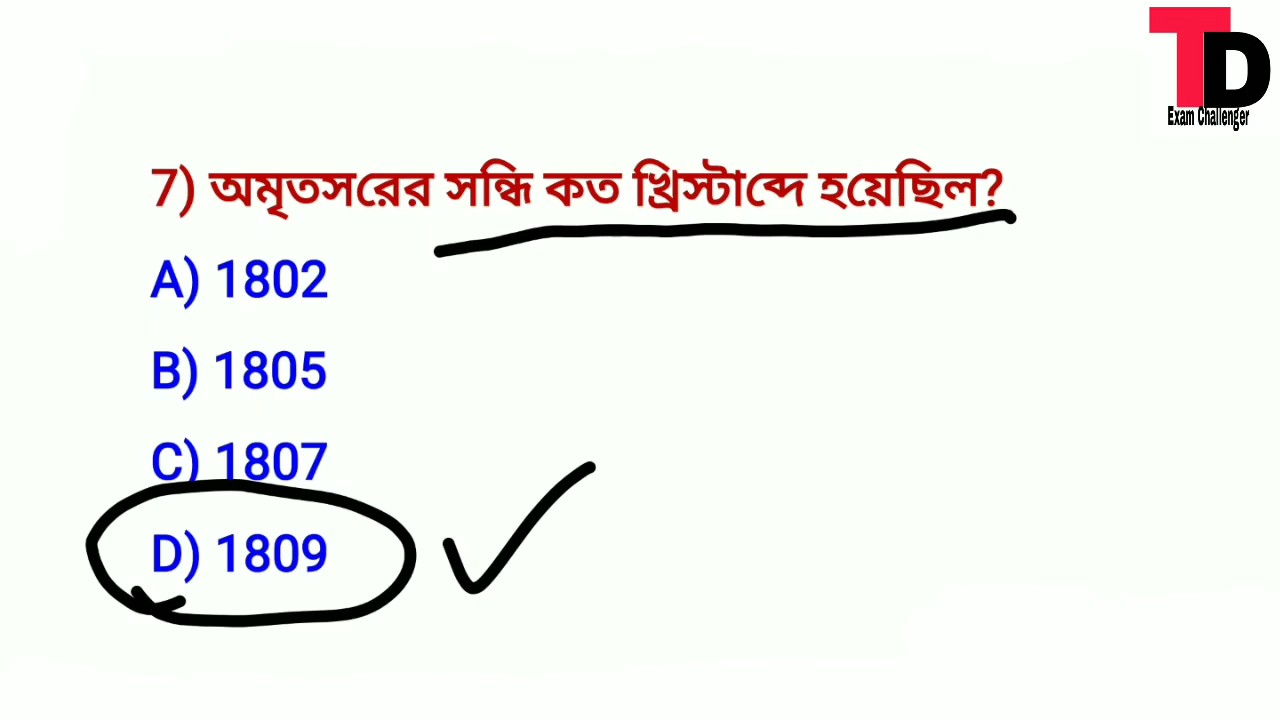 TD
Exam Challenger
7) অমৃতসরের সন্ধি কত খ্রিস্টাব্দে হয়েছিল?
A) 1802
B) 1805
C) 1807
D) 1809